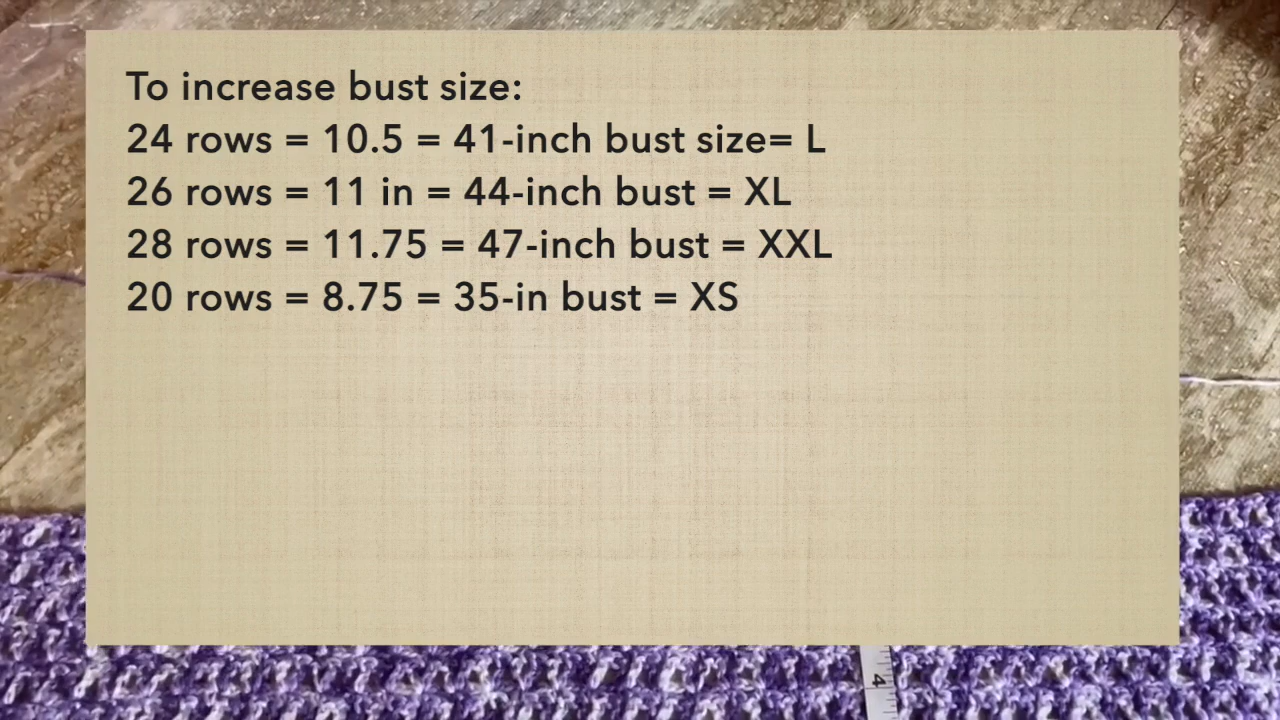 To increase bust size:
24 rows = 10.5 = 41-inch bust size= L
26 rows = 11 in = 44-inch bust = XL
28 rows = 11.75 = 47-inch bust = XXL
20 rows = 8.75 = 35-in bust = XS
4